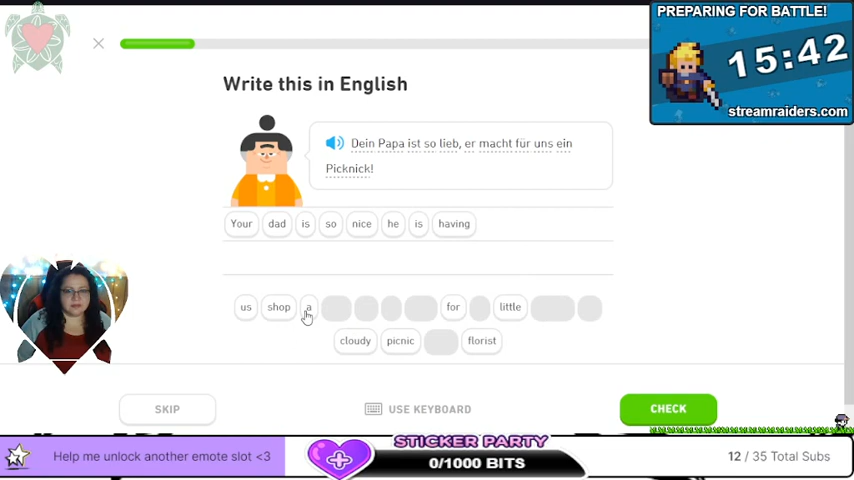 PREPARING FOR BATTLE!
15:42
streamraiders.com
Write this in English
Dein Papa ist so lieb, er macht für uns ein
Picknick!
Your dad is so nice he is having
us shop a for little
cloudy picnic florist
SKIP USE KEYBOARD CHECK
STICKER PARTY
Help me unlock another emote slot <3 0/1000 BITS 12 / 35 Total Subs